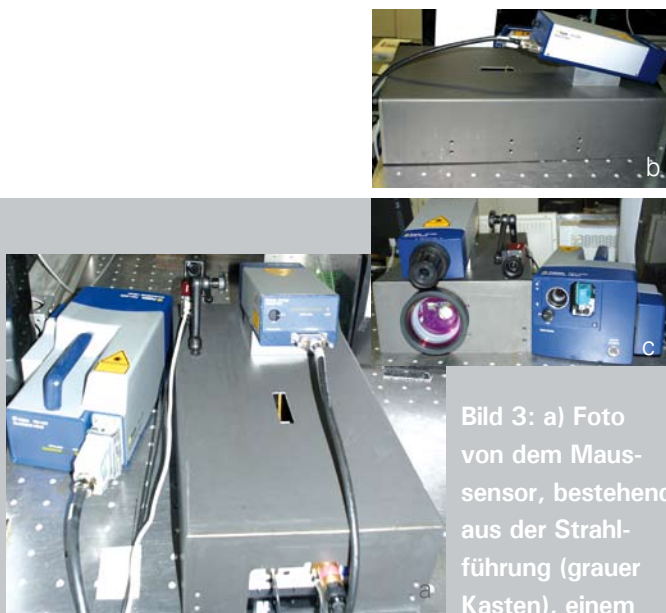 b
c
a
Bild 3: a) Foto
von dem Maus-
sensor, bestehend
aus der Strahl-
führung (grauer
Kasten), einem